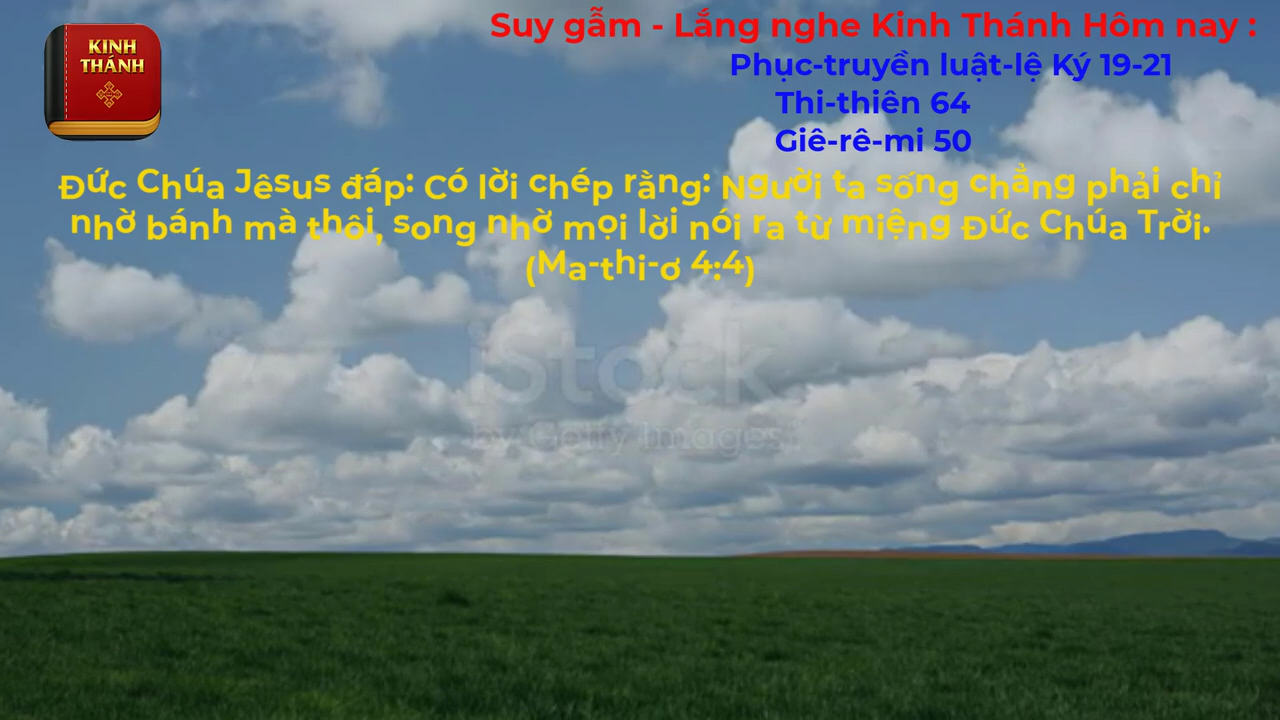 KINH
THÁNH
Suy gẫm - Lắng nghe Kinh Thánh Hôm nay :
Phục-truyền luật-lệ Ký 19-21
Thi-thiên 64
Giê-rê-mi 50
Đức Chúa Jêsus đáp: Có lời chép rằng: Người ta sống chẳng phải chỉ
nhờ bánh mà thôi, song nhờ mọi lời nói ra từ miệng Đức Chúa Trời.
(Ma-thi-ơ 4:4)
iStock
by Getty Images